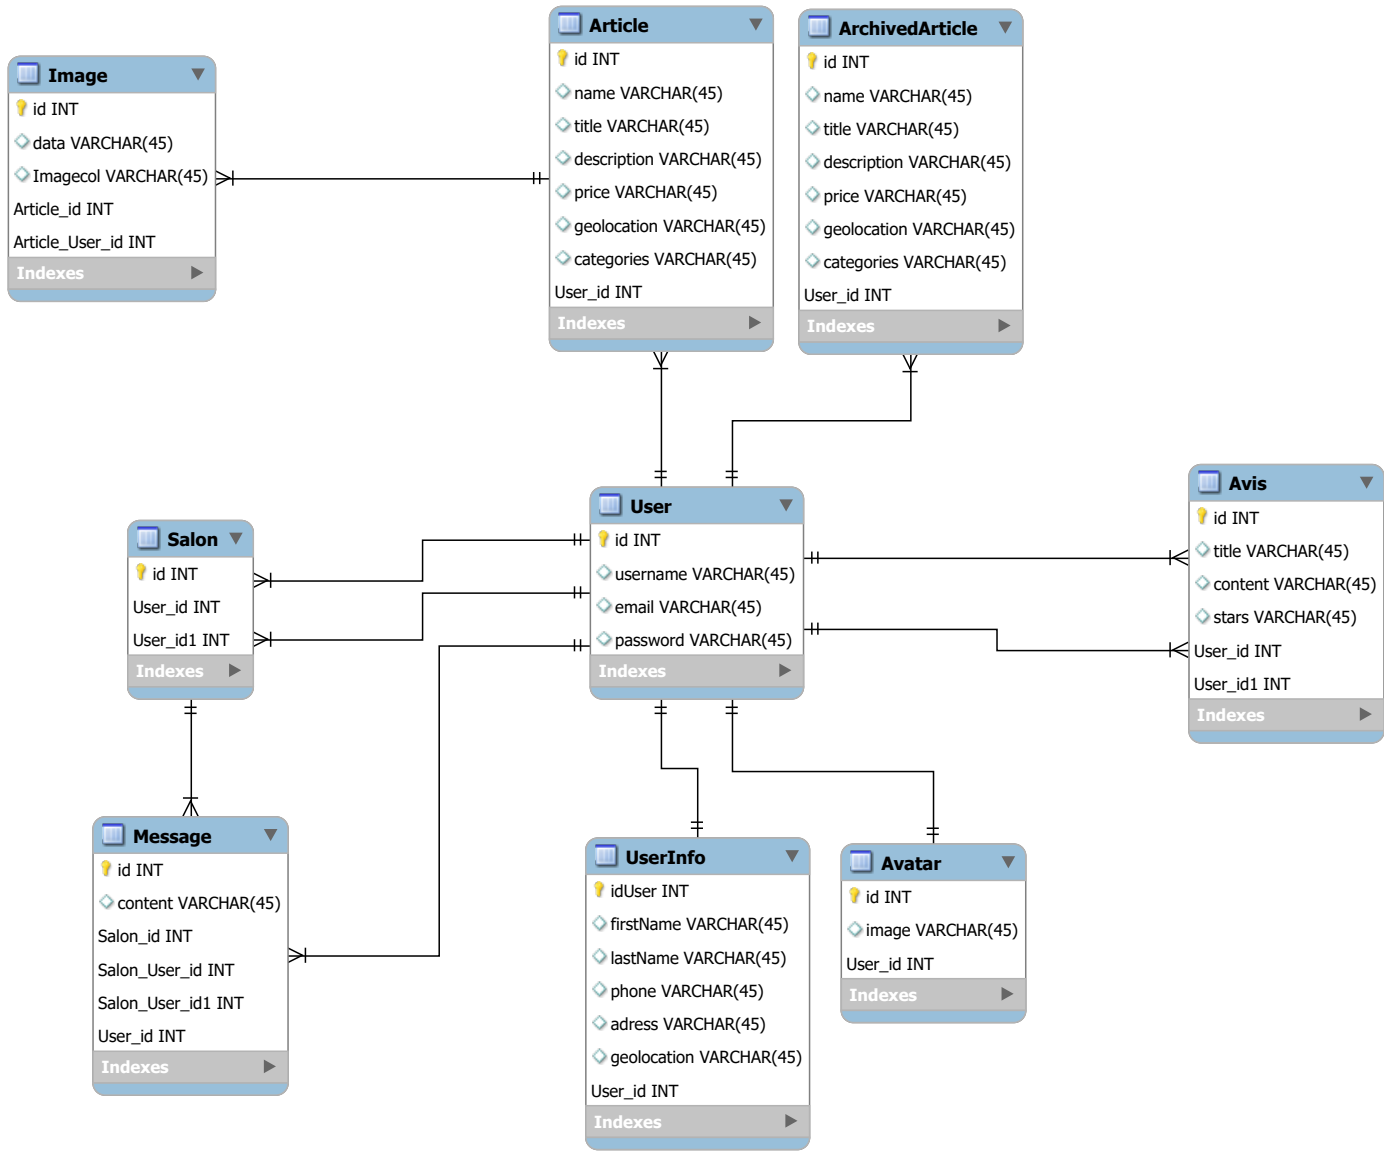 Image
id INT
data VARCHAR(45)
Imagecol VARCHAR(45)
Article_id INT
Article_User_id INT
Indexes
Article
id INT
name VARCHAR(45)
title VARCHAR(45)
description VARCHAR(45)
price VARCHAR(45)
geolocation VARCHAR(45)
categories VARCHAR(45)
User_id INT
Indexes
ArchivedArticle
id INT
name VARCHAR(45)
title VARCHAR(45)
description VARCHAR(45)
price VARCHAR(45)
geolocation VARCHAR(45)
categories VARCHAR(45)
User_id INT
Indexes
Salon
id INT
User_id INT
User_id1 INT
Indexes
User
id INT
username VARCHAR(45)
email VARCHAR(45)
password VARCHAR(45)
Indexes
Avis
id INT
title VARCHAR(45)
content VARCHAR(45)
stars VARCHAR(45)
User_id INT
User_id1 INT
Indexes
Message
id INT
content VARCHAR(45)
Salon_id INT
Salon_User_id INT
Salon_User_id1 INT
User_id INT
Indexes
UserInfo
idUser INT
firstName VARCHAR(45)
lastName VARCHAR(45)
phone VARCHAR(45)
adress VARCHAR(45)
geolocation VARCHAR(45)
User_id INT
Indexes
Avatar
id INT
image VARCHAR(45)
User_id INT
Indexes